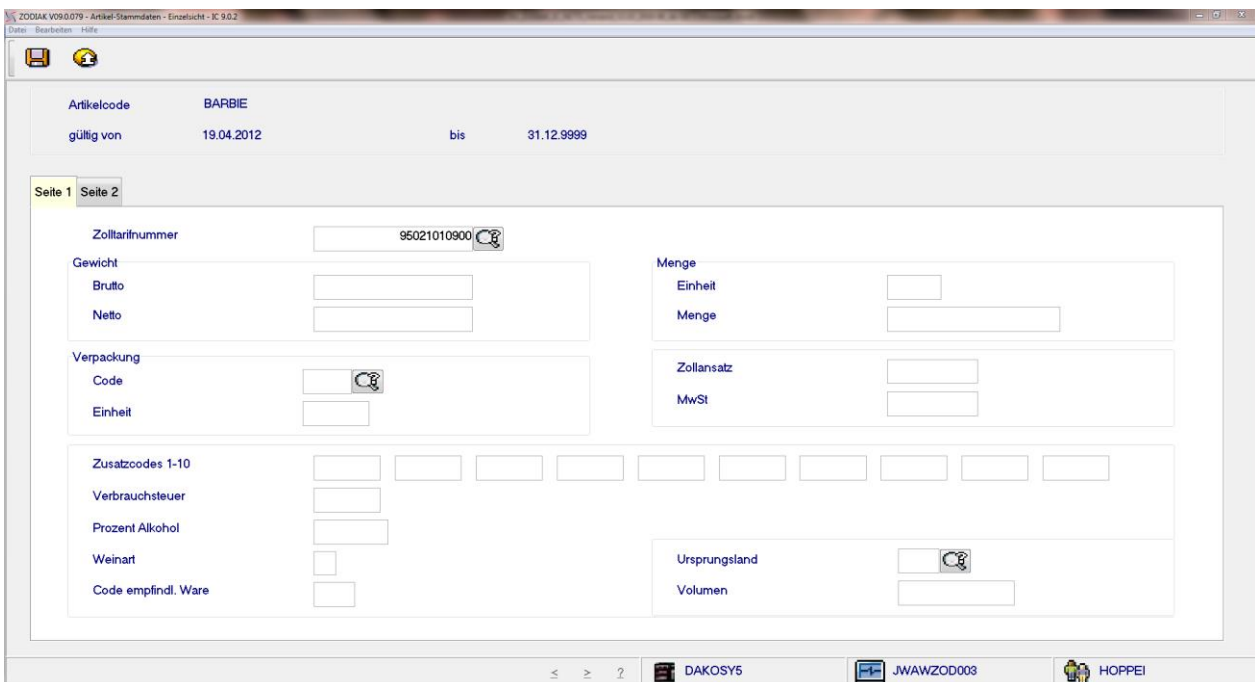 ZODIAK V09.0.079 - Artikel-Stammdaten - Einzelsicht - IC 9.0.2
Datei Bearbeiten Hilfe
Artikelcode BARBIE
gültig von 19.04.2012 bis 31.12.9999
Seite 1 Seite 2
Zolltarifnummer 95021010900
Gewicht Menge
Brutto Einheit
Netto Menge
Verpackung
Code Zollansatz
Einheit MwSt
Zusatzcodes 1-10
Verbrauchsteuer
Prozent Alkohol
Weinart Ursprungsland
Code empfindl. Ware Volumen
< > ? DAKOSY5 JWAWZOD003 HOPPEI